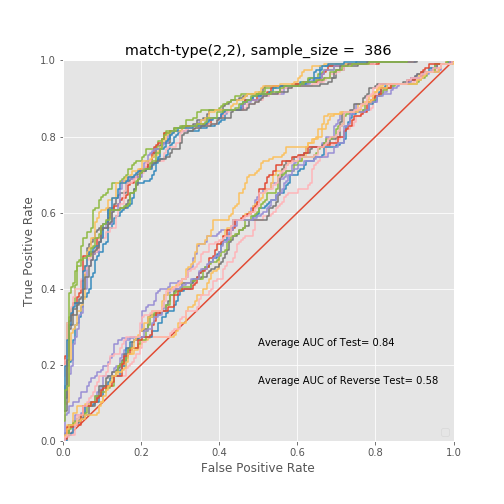 match-type(2,2), sample_size =  386
True Positive Rate
1.0
0.8
0.6
0.4
0.2
0.0
Average AUC of Test= 0.84
Average AUC of Reverse Test= 0.58
0.0 0.2 0.4 0.6 0.8 1.0
False Positive Rate